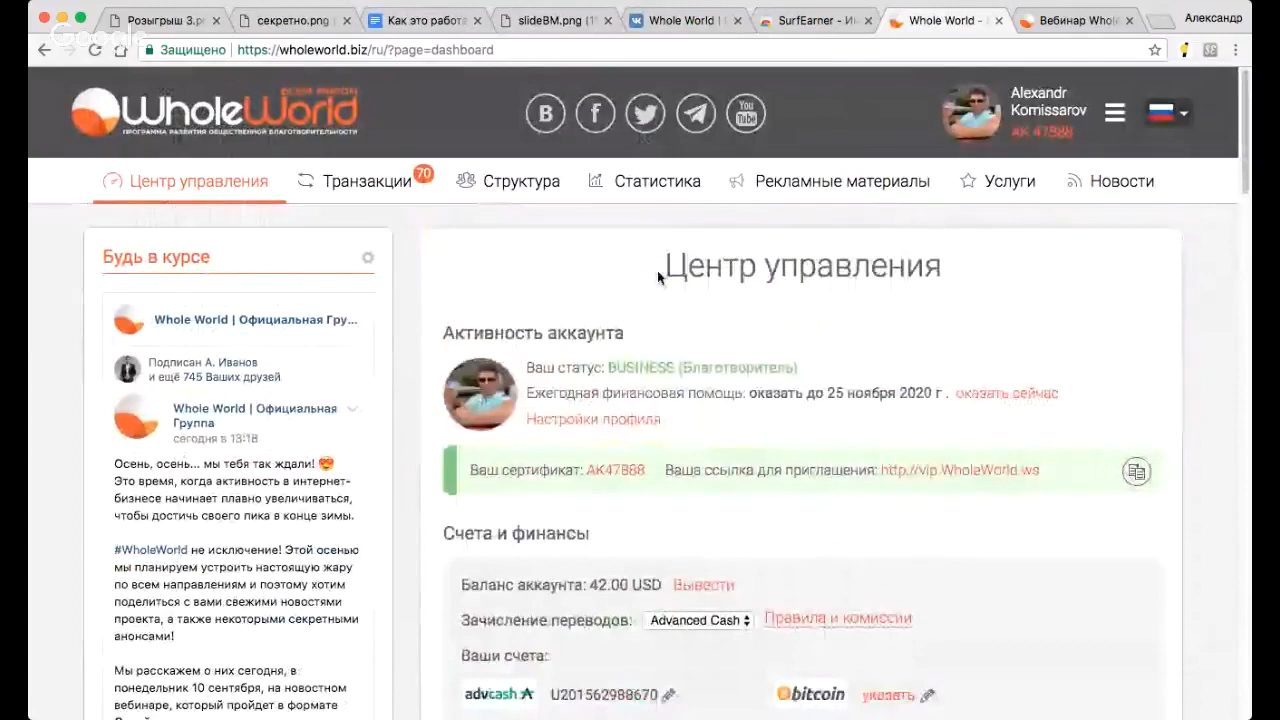 Розыгрыш 3.p
секретно.png
Как это работа
slideBM.png (1
Whole World |
SurfEarner - И
Whole World -
Вебинар Whol
Александр
Google
Защищено
https://wholeworld.biz/ru/?page=dashboard
WholeWorld
ПРОГРАММА РАЗВИТИЯ ОБЩЕСТВЕННОЙ БЛАГОТВОРИТЕЛЬНОСТИ
You
Tube
Alexandr
Komissarov
AK 47888
Центр управления
Транзакции 70
Структура
Статистика
Рекламные материалы
Услуги
Новости
Будь в курсе
Whole World | Официальная Гру...
Подписан А. Иванов
и ещё 745 Ваших друзей
Whole World | Официальная
Группа
сегодня в 13:18
Осень, осень... мы тебя так ждали! 😍
Это время, когда активность в интернет-
бизнесе начинает плавно увеличиваться,
чтобы достичь своего пика в конце зимы.
#WholeWorld не исключение! Этой осенью
мы планируем устроить настоящую жару
по всем направлениям и поэтому хотим
поделиться с вами свежими новостями
проекта, а также некоторыми секретными
анонсами!
Мы расскажем о них сегодня, в
понедельник 10 сентября, на новостном
вебинаре, который пройдет в формате
Центр управления
Активность аккаунта
Ваш статус: BUSINESS (Благотворитель)
Ежегодная финансовая помощь: оказать до 25 ноября 2020 г . оказать сейчас
Настройки профиля
Ваш сертификат: AK47888 Ваша ссылка для приглашения: http://vip.WholeWorld.ws
Счета и финансы
Баланс аккаунта: 42.00 USD Вывести
Зачисление переводов: Advanced Cash Правила и комиссии
Ваши счета:
advcash U201562988670
bitcoin указать